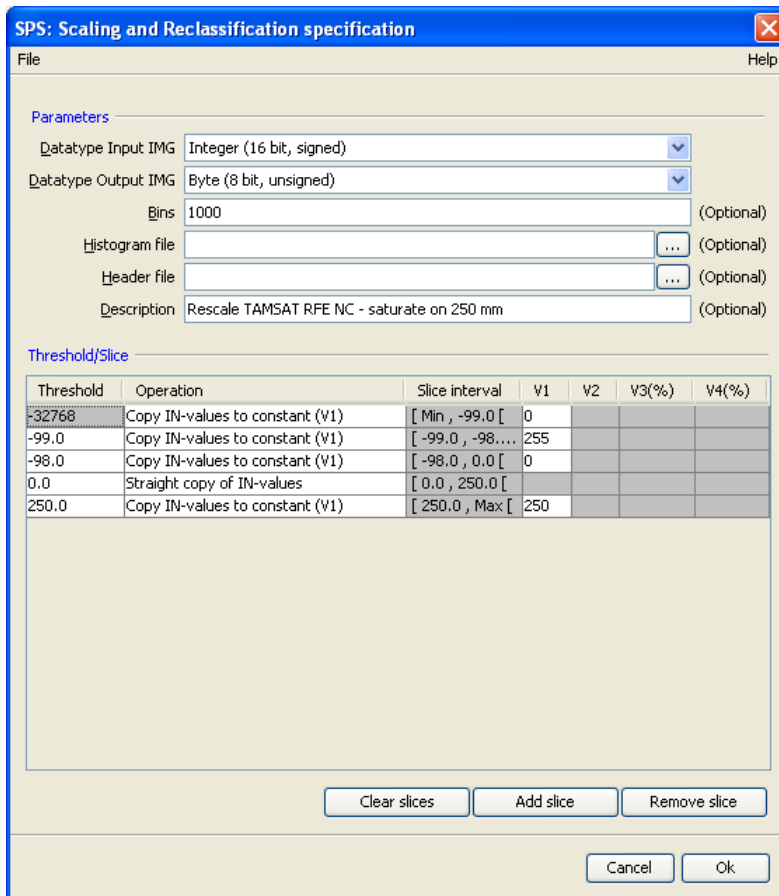 SPS: Scaling and Reclassification specification
File Help
Parameters
Datatype Input IMG Integer (16 bit, signed)
Datatype Output IMG Byte (8 bit, unsigned)
Bins 1000 (Optional)
Histogram file ... (Optional)
Header file ... (Optional)
Description Rescale TAMSAT RFE NC - saturate on 250 mm (Optional)
Threshold/Slice
Threshold Operation Slice interval V1 V2 V3(%) V4(%)
-32768 Copy IN-values to constant (V1) [ Min , -99.0 [ 0
-99.0 Copy IN-values to constant (V1) [ -99.0 , -98.... 255
-98.0 Copy IN-values to constant (V1) [ -98.0 , 0.0 [ 0
0.0 Straight copy of IN-values [ 0.0 , 250.0 [
250.0 Copy IN-values to constant (V1) [ 250.0 , Max [ 250
Clear slices Add slice Remove slice
Cancel Ok